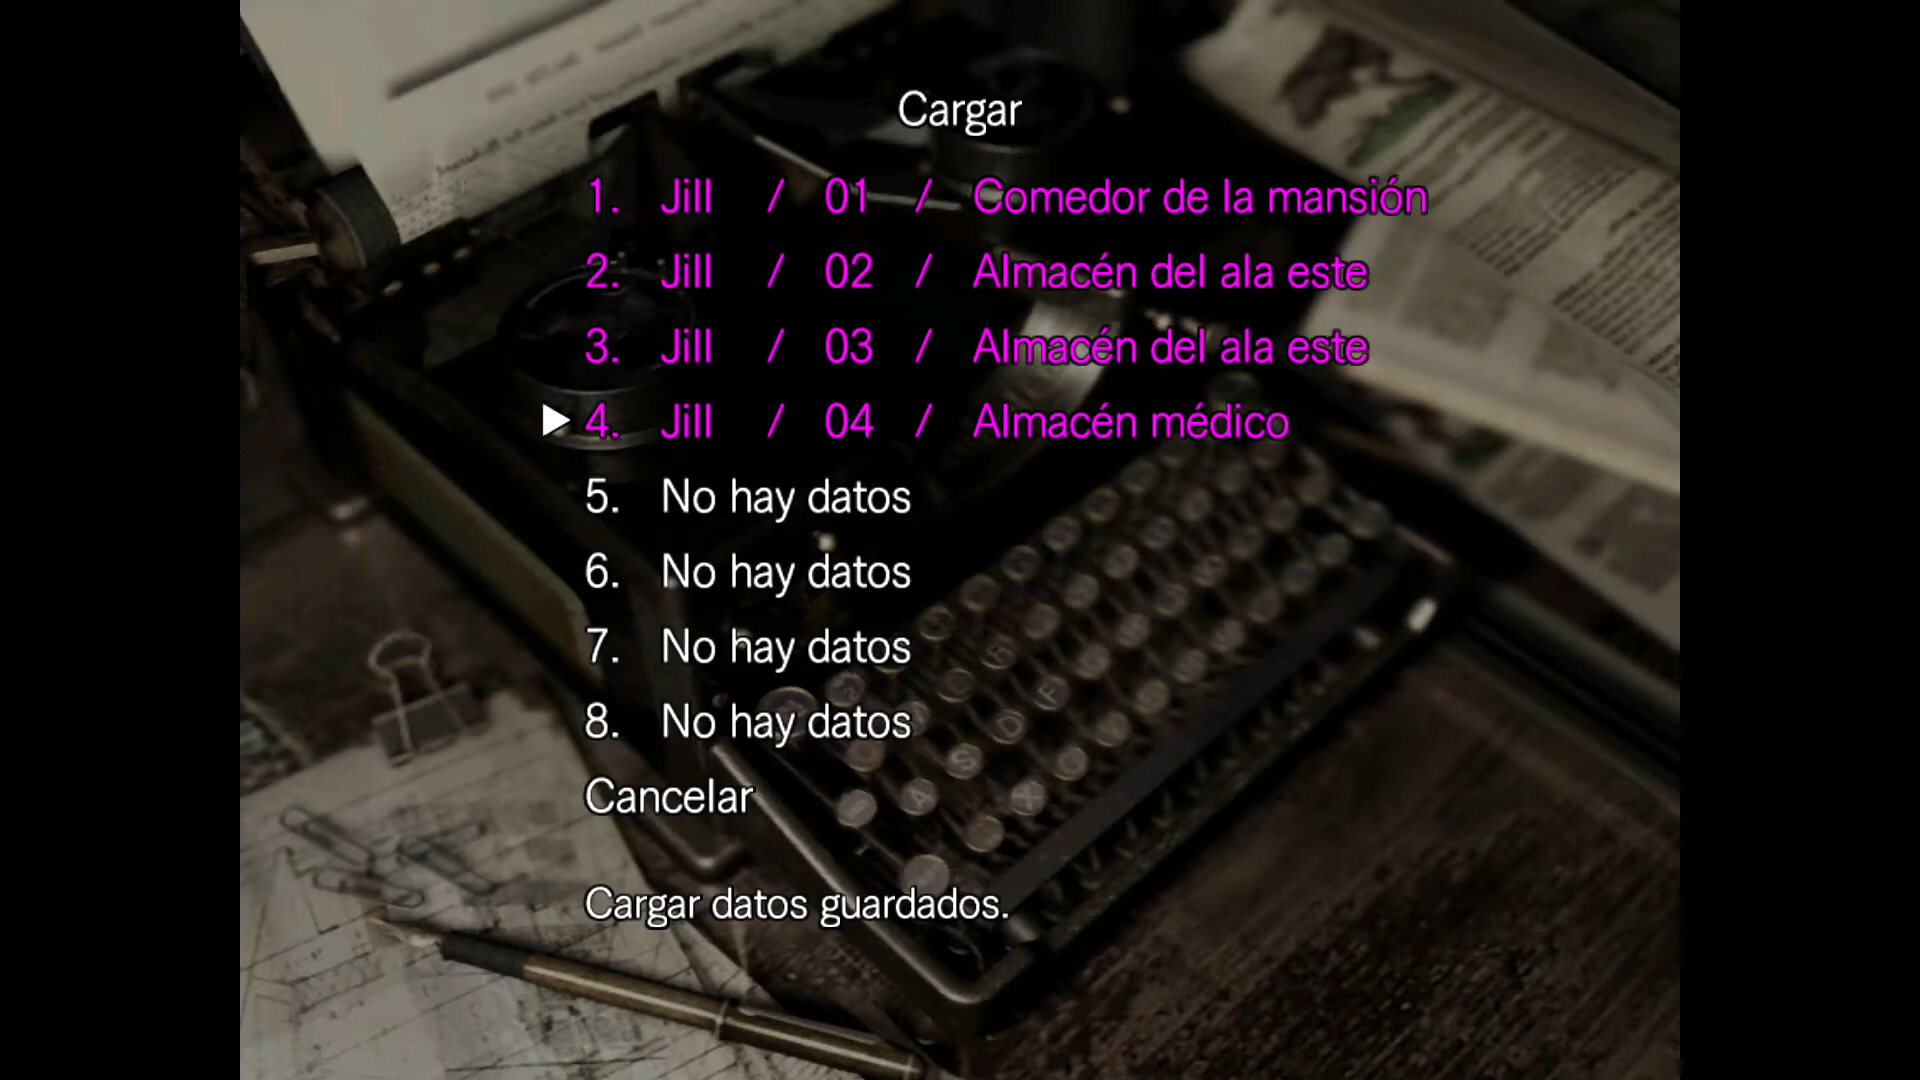 Cargar
1. Jill / 01 / Comedor de la mansión
2. Jill / 02 / Almacén del ala este
3. Jill / 03 / Almacén del ala este
4. Jill / 04 / Almacén médico
5. No hay datos
6. No hay datos
7. No hay datos
8. No hay datos
Cancelar
Cargar datos guardados.